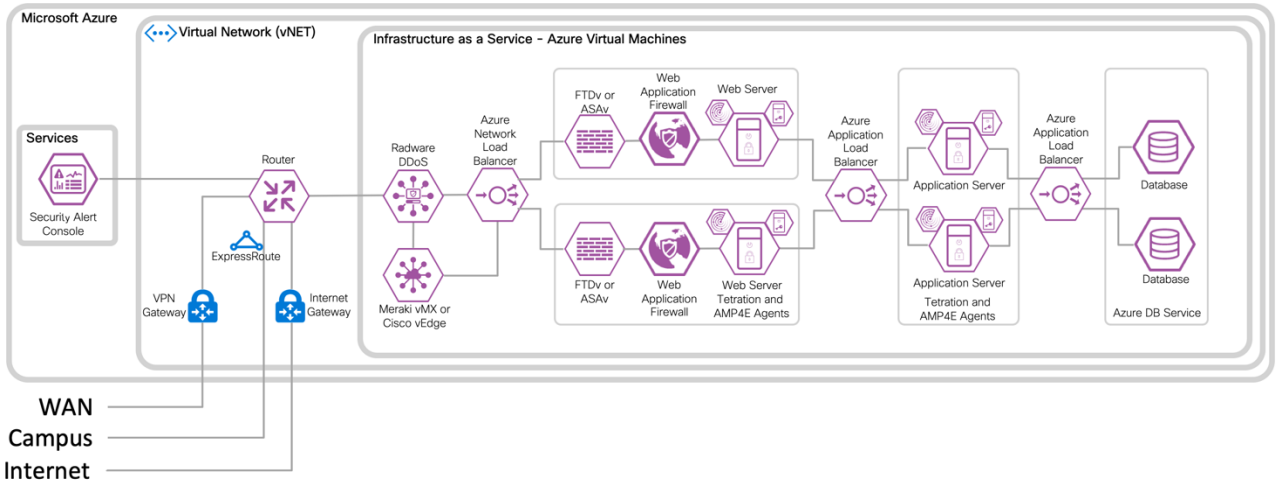 Microsoft Azure
Virtual Network (vNET)
Infrastructure as a Service – Azure Virtual Machines
Services
Security Alert
Console
Router
ExpressRoute
VPN
Gateway
Internet
Gateway
Radware
DDoS
Meraki vMX or
Cisco vEdge
Azure
Network
Load
Balancer
FTDv or
ASAv
Web
Application
Firewall
Web Server
FTDv or
ASAv
Web
Application
Firewall
Web Server
Tetration and
AMP4E Agents
Azure
Application
Load
Balancer
Application Server
Application Server
Tetration and
AMP4E Agents
Azure
Application
Load
Balancer
Database
Database
Azure DB Service
WAN
Campus
Internet